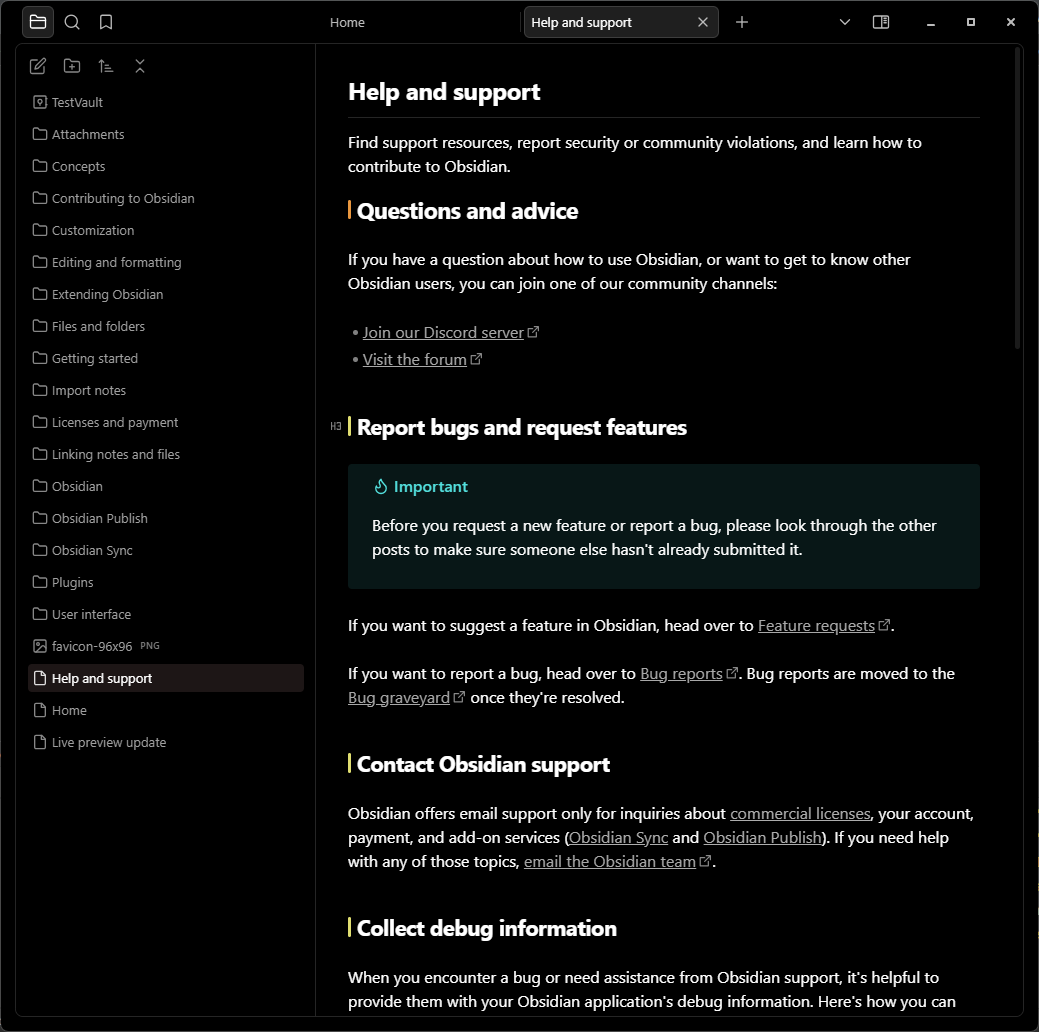 Home
Help and support
TestVault
Attachments
Concepts
Contributing to Obsidian
Customization
Editing and formatting
Extending Obsidian
Files and folders
Getting started
Import notes
Licenses and payment
Linking notes and files
Obsidian
Obsidian Publish
Obsidian Sync
Plugins
User interface
favicon-96x96 PNG
Help and support
Home
Live preview update
Help and support
Find support resources, report security or community violations, and learn how to
contribute to Obsidian.
Questions and advice
If you have a question about how to use Obsidian, or want to get to know other
Obsidian users, you can join one of our community channels:
• Join our Discord server
• Visit the forum
H3 Report bugs and request features
Important
Before you request a new feature or report a bug, please look through the other
posts to make sure someone else hasn't already submitted it.
If you want to suggest a feature in Obsidian, head over to Feature requests.
If you want to report a bug, head over to Bug reports. Bug reports are moved to the
Bug graveyard once they're resolved.
Contact Obsidian support
Obsidian offers email support only for inquiries about commercial licenses, your account,
payment, and add-on services (Obsidian Sync and Obsidian Publish). If you need help
with any of those topics, email the Obsidian team.
Collect debug information
When you encounter a bug or need assistance from Obsidian support, it's helpful to
provide them with your Obsidian application's debug information. Here's how you can